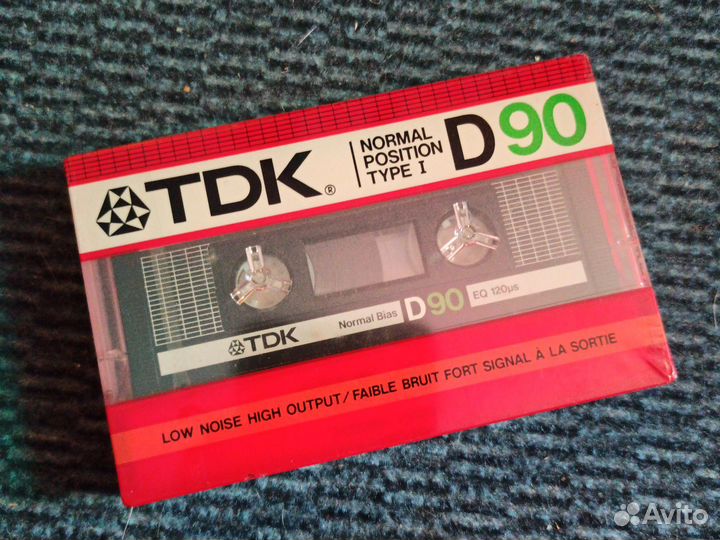 TDK®
NORMAL
POSITION
TYPE I
D90
TDK
Normal Bias
D90
EQ 120µs
LOW NOISE HIGH OUTPUT/FAIBLE BRUIT FORT SIGNAL À LA SORTIE
Avito